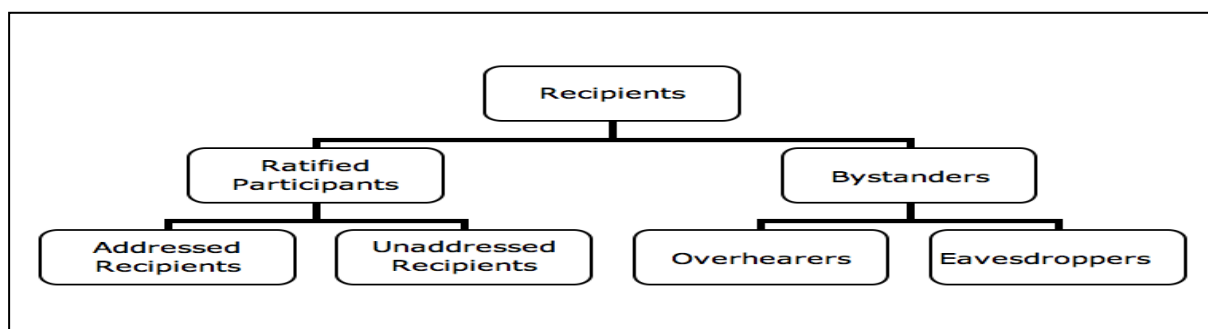 Recipients
Ratified
Participants
Bystanders
Addressed
Recipients
Unaddressed
Recipients
Overhearers
Eavesdroppers